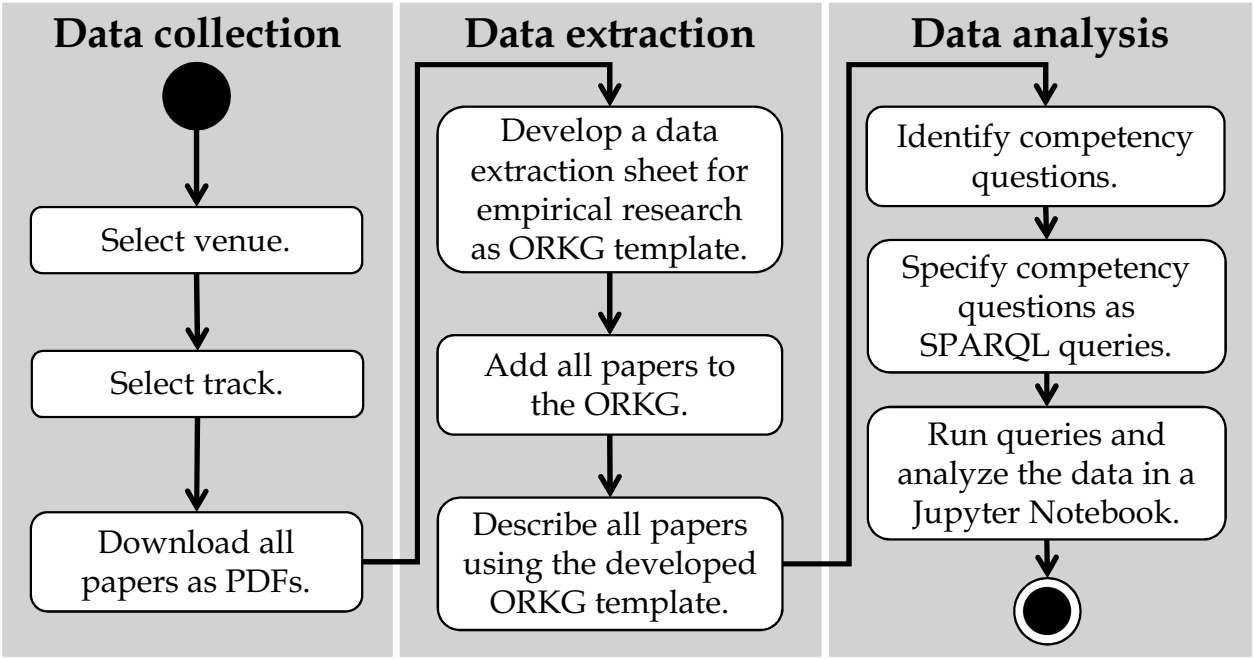 Data collection
Select venue.
Select track.
Download all
papers as PDFs.
Data extraction
Develop a data
extraction sheet for
empirical research
as ORKG template.
Add all papers to
the ORKG.
Describe all papers
using the developed
ORKG template.
Data analysis
Identify competency
questions.
Specify competency
questions as
SPARQL queries.
Run queries and
analyze the data in a
Jupyter Notebook.